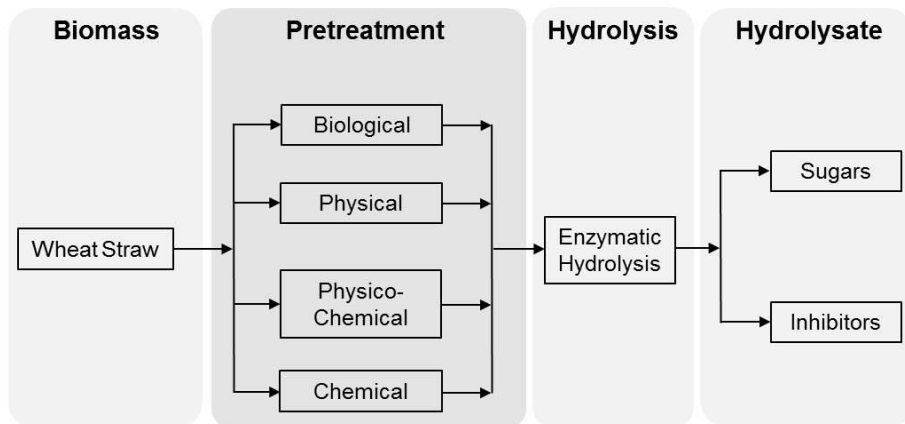 Biomass
Pretreatment
Hydrolysis
Hydrolysate
Wheat Straw
Biological
Physical
Physico-
Chemical
Chemical
Enzymatic
Hydrolysis
Sugars
Inhibitors